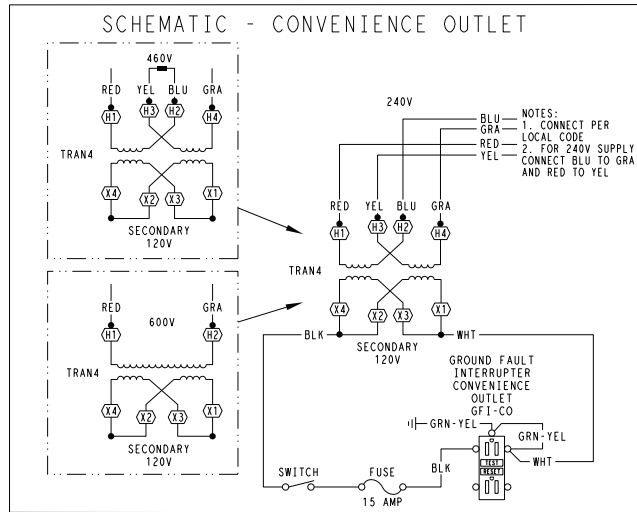 SCHEMATIC - CONVENIENCE OUTLET
460V
RED YEL BLU GRA
H1 H3 H2 H4
TRAN4
X4 X2 X3 X1
SECONDARY
120V
RED GRA
600V
H1 H2
TRAN4
X4 X2 X3 X1
SECONDARY
120V
240V
BLU
GRA
RED
YEL
NOTES:
1. CONNECT PER
LOCAL CODE
2. FOR 240V SUPPLY
CONNECT BLU TO GRA
AND RED TO YEL
RED YEL BLU GRA
H1 H3 H2 H4
TRAN4
X4 X2 X3 X1
BLK WHT
SECONDARY
120V
GROUND FAULT
INTERRUPTER
CONVENIENCE
OUTLET
GFI-CO
GRN-YEL
GRN-YEL
WHT
BLK
TEST
RESET
SWITCH
FUSE
15 AMP